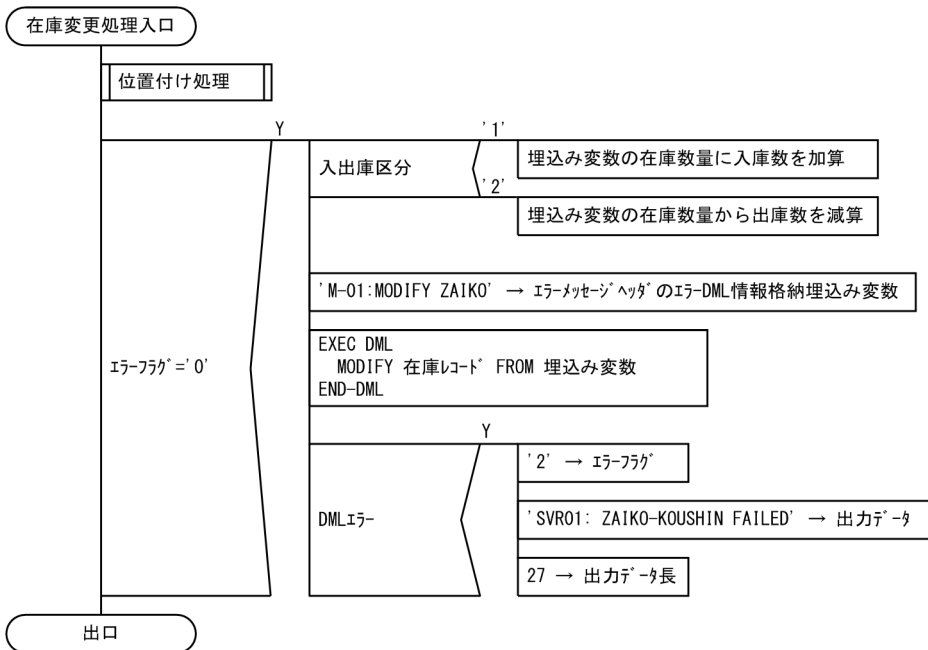 在庫変更処理入口
位置付け処理
Y
'1'
入出庫区分
埋込み変数の在庫数量に入庫数を加算
'2'
埋込み変数の在庫数量から出庫数を減算
'M-01:MODIFY ZAIKO' → ｴﾗｰﾒｯｾｰｼﾞﾍｯﾀﾞのｴﾗｰDML情報格納埋込み変数
ｴﾗｰﾌﾗｸﾞ='0'
EXEC DML
MODIFY 在庫ﾚｺｰﾄﾞ FROM 埋込み変数
END-DML
Y
'2' → ｴﾗｰﾌﾗｸﾞ
DMLｴﾗｰ
'SVR01: ZAIKO-KOUSHIN FAILED' → 出力ﾃﾞｰﾀ
27 → 出力ﾃﾞｰﾀ長
出口